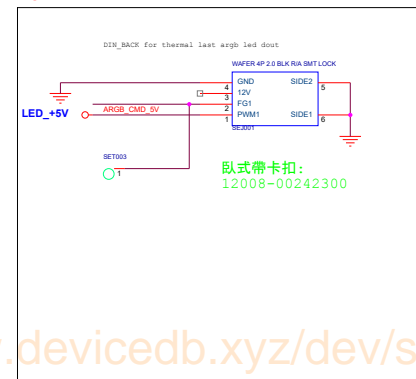 DIN_BACK for thermal last argb led dout
WAFER 4P 2.0 BLK R/A SMT LOCK
GND
SIDE2
4
5
12V
3
FG1
LED_+5V
ARGB_CMD_5V
2
PWM1
SIDE1
1
6
SEJ001
SET003
1
臥式帶卡扣:
12008-00242300
.devicedb.xyz/dev/s